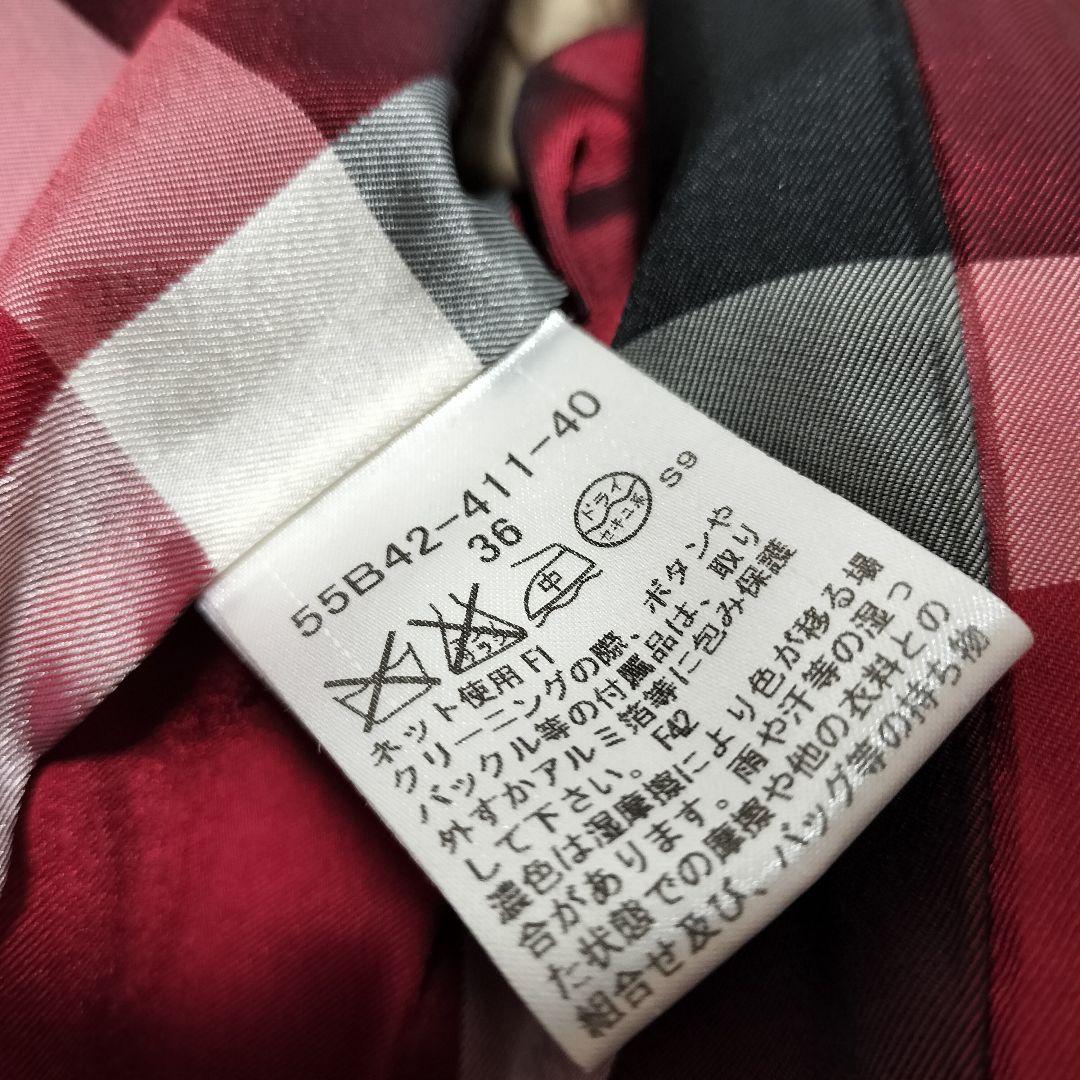 55B42-411-40
36
エンソサラシ
中
ドライ
セキユ系
S9
ネット使用 F1
クリーニングの際、ボタンや
バックル等の付属品は、取り
外すかアルミ箔等に包み保護
して下さい。 F42
濃色は湿摩擦により色が移る場
合があります。雨や汗等の湿っ
た状態での摩擦や他の衣料との
組合せ及び、バッグ等の持ち物